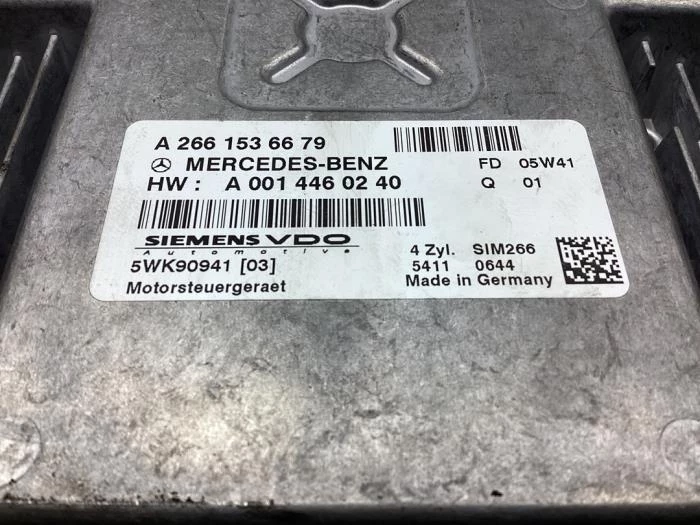 A 266 153 66 79
MERCEDES-BENZ FD 05W41
HW : A 001 446 02 40 Q 01
SIEMENS VDO
Automotive
4 Zyl. SIM266
5WK90941 [03] 5411 0644
Motorsteuergeraet Made in Germany